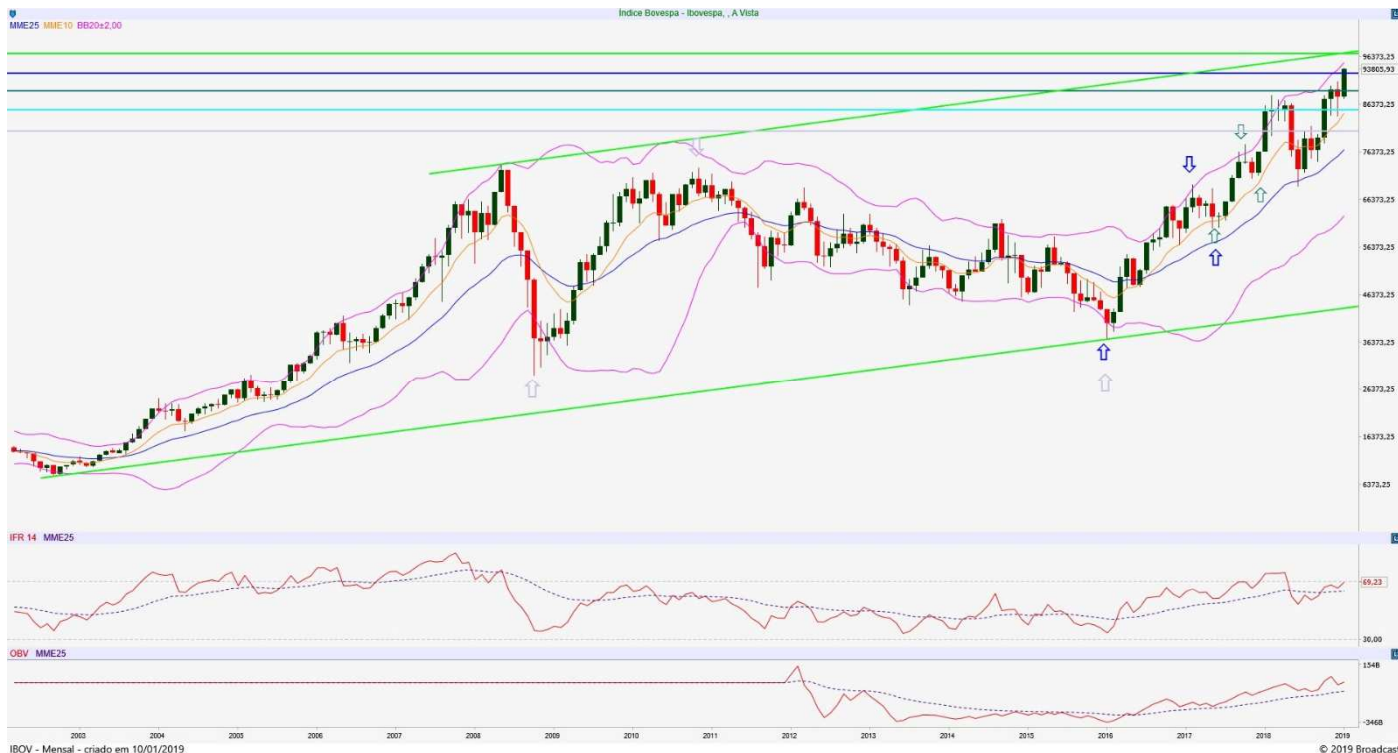 Índice Bovespa - Ibovespa, , A Vista
MME25 MME10 BB20±2,00
96373,25
93805,93
86373,25
76373,25
66373,25
56373,25
46373,25
36373,25
26373,25
16373,25
6373,25
IFR 14 MME25
69,23
30,00
OBV MME25
154B
-346B
2003 2004 2005 2006 2007 2008 2009 2010 2011 2012 2013 2014 2015 2016 2017 2018 2019
IBOV - Mensal - criado em 10/01/2019 © 2019 Broadcast